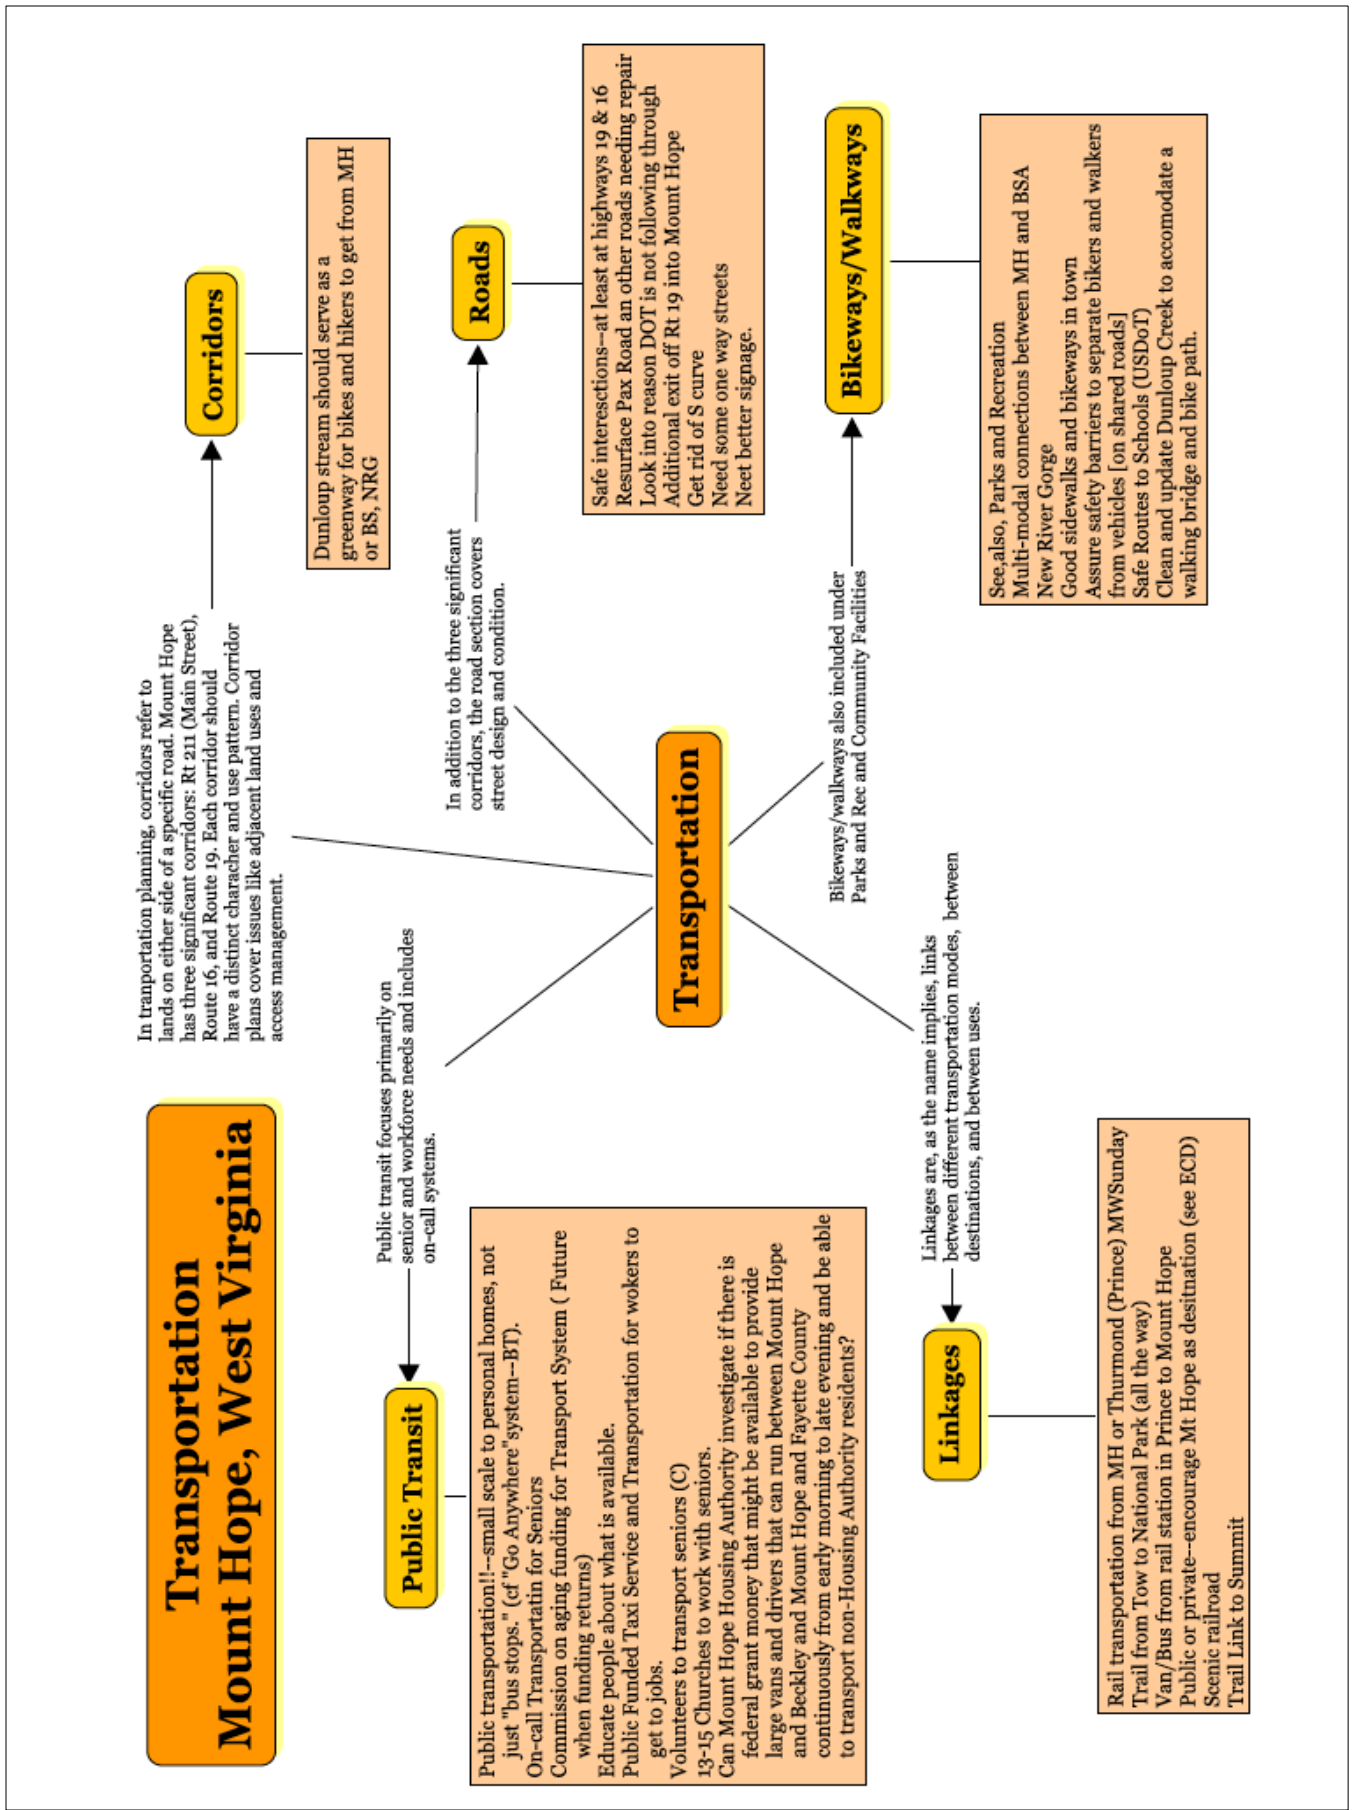 Transportation
Mount Hope, West Virginia
In tranportation planning, corridors refer to
lands on either side of a specific road. Mount Hope
has three significant corridors: Rt 211 (Main Street),
Route 16, and Route 19. Each corridor should
have a distinct characher and use pattern. Corridor
plans cover issues like adjacent land uses and
access management.
Corridors
Dunloup stream should serve as a
greenway for bikes and hikers to get from MH
or BS, NRG
Public transit focuses primarily on
senior and workforce needs and includes
on-call systems.
Public Transit
Public transportation!!--small scale to personal homes, not
just "bus stops." (cf "Go Anywhere"system--BT).
On-call Transportatin for Seniors
Commission on aging funding for Transport System ( Future
when funding returns)
Educate people about what is available.
Public Funded Taxi Service and Transportation for wokers to
get to jobs.
Volunteers to transport seniors (C)
13-15 Churches to work with seniors.
Can Mount Hope Housing Authority investigate if there is
federal grant money that might be available to provide
large vans and drivers that can run between Mount Hope
and Beckley and Mount Hope and Fayette County
continuously from early morning to late evening and be able
to transport non-Housing Authority residents?
In addition to the three significant
corridors, the road section covers
street design and condition.
Roads
Safe interesctions--at least at highways 19 & 16
Resurface Pax Road an other roads needing repair
Look into reason DOT is not following through
Additional exit off Rt 19 into Mount Hope
Get rid of S curve
Need some one way streets
Neet better signage.
Transportation
Bikeways/walkways also included under
Parks and Rec and Community Facilities
Bikeways/Walkways
See,also, Parks and Recreation
Multi-modal connections between MH and BSA
New River Gorge
Good sidewalks and bikeways in town
Assure safety barriers to separate bikers and walkers
from vehicles [on shared roads]
Safe Routes to Schools (USDoT)
Clean and update Dunloup Creek to accomodate a
walking bridge and bike path.
Linkages are, as the name implies, links
between different transportation modes, between
destinations, and between uses.
Linkages
Rail transportation from MH or Thurmond (Prince) MWSunday
Trail from Tow to National Park (all the way)
Van/Bus from rail station in Prince to Mount Hope
Public or private--encourage Mt Hope as desitnation (see ECD)
Scenic railroad
Trail Link to Summit